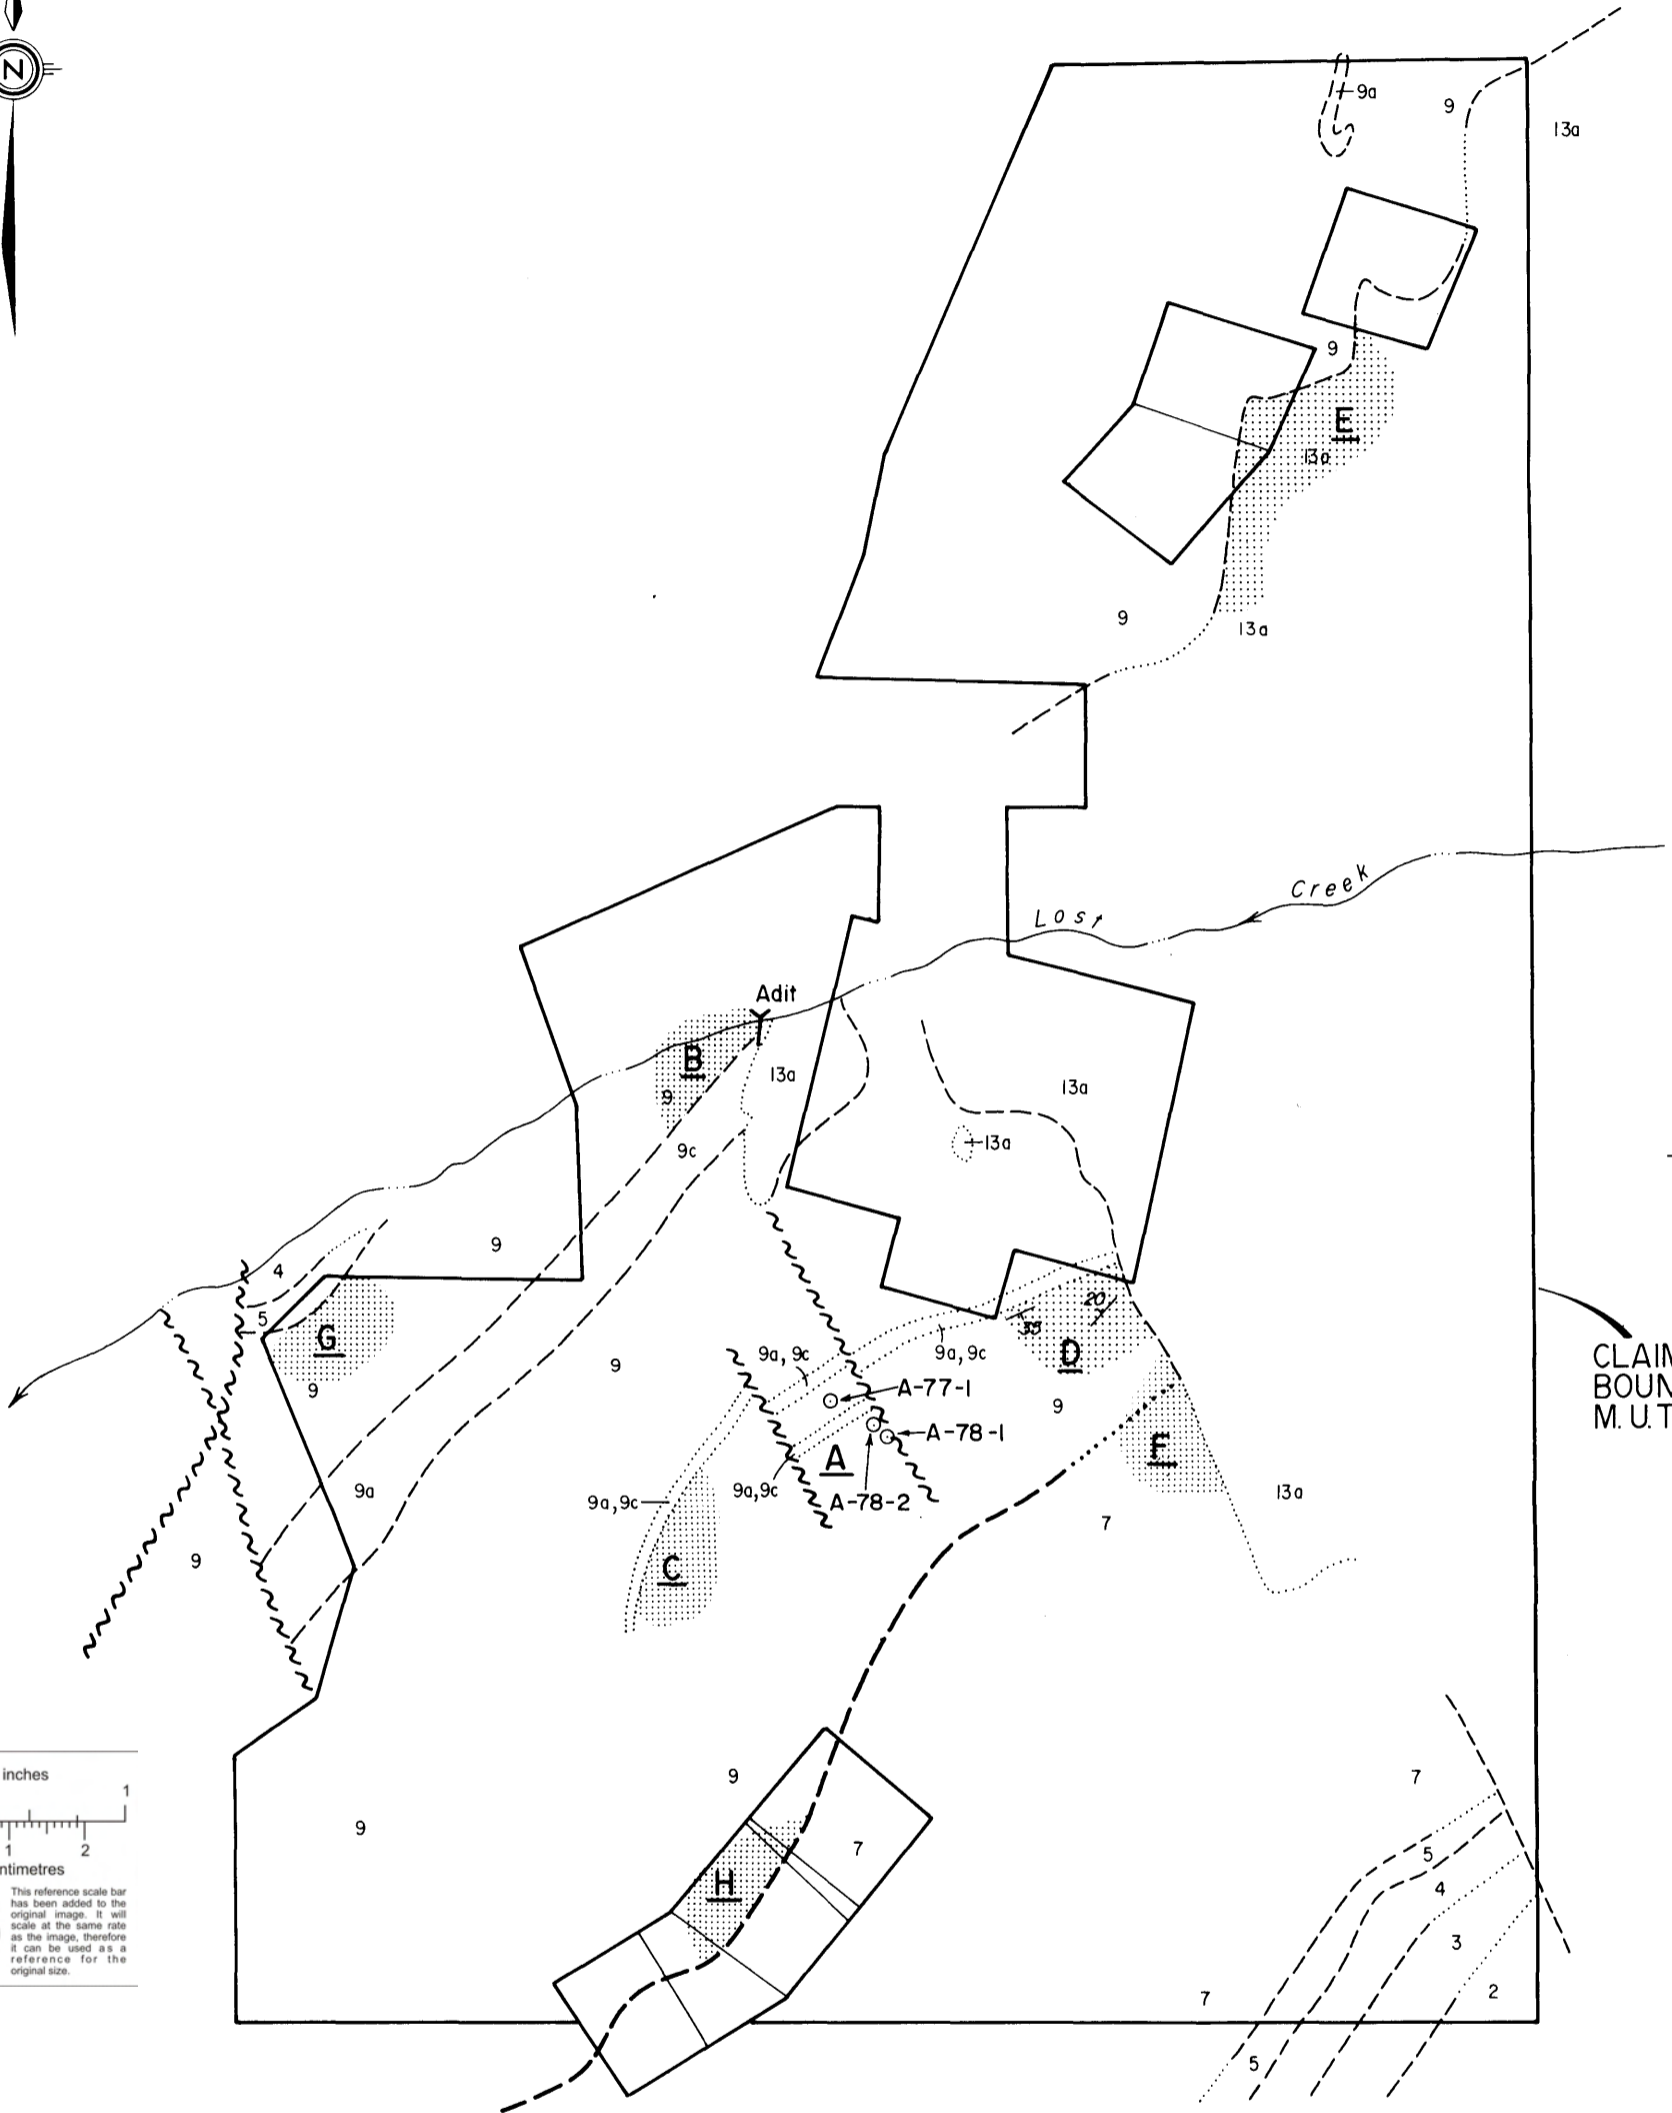 N
9a
9
13a
9
E
13a
9
13a
Creek
Lost
Adit
B
13a
13a
9
13a
9c
9
4
20
5
35
G
9a, 9c
9a, 9c
D
9
A-77-1
9
9
A-78-1
F
A
9a
9a,9c
9a,9c
A-78-2
13a
7
9
C
CLAIM
BOUN
M.U.T
9
7
9
7
5
H
4
3
2
7
5
inches
1
1
2
ntimetres
This reference scale bar
has been added to the
original image. It will
scale at the same rate
as the image, therefore
it can be used as a
reference for the
original size.